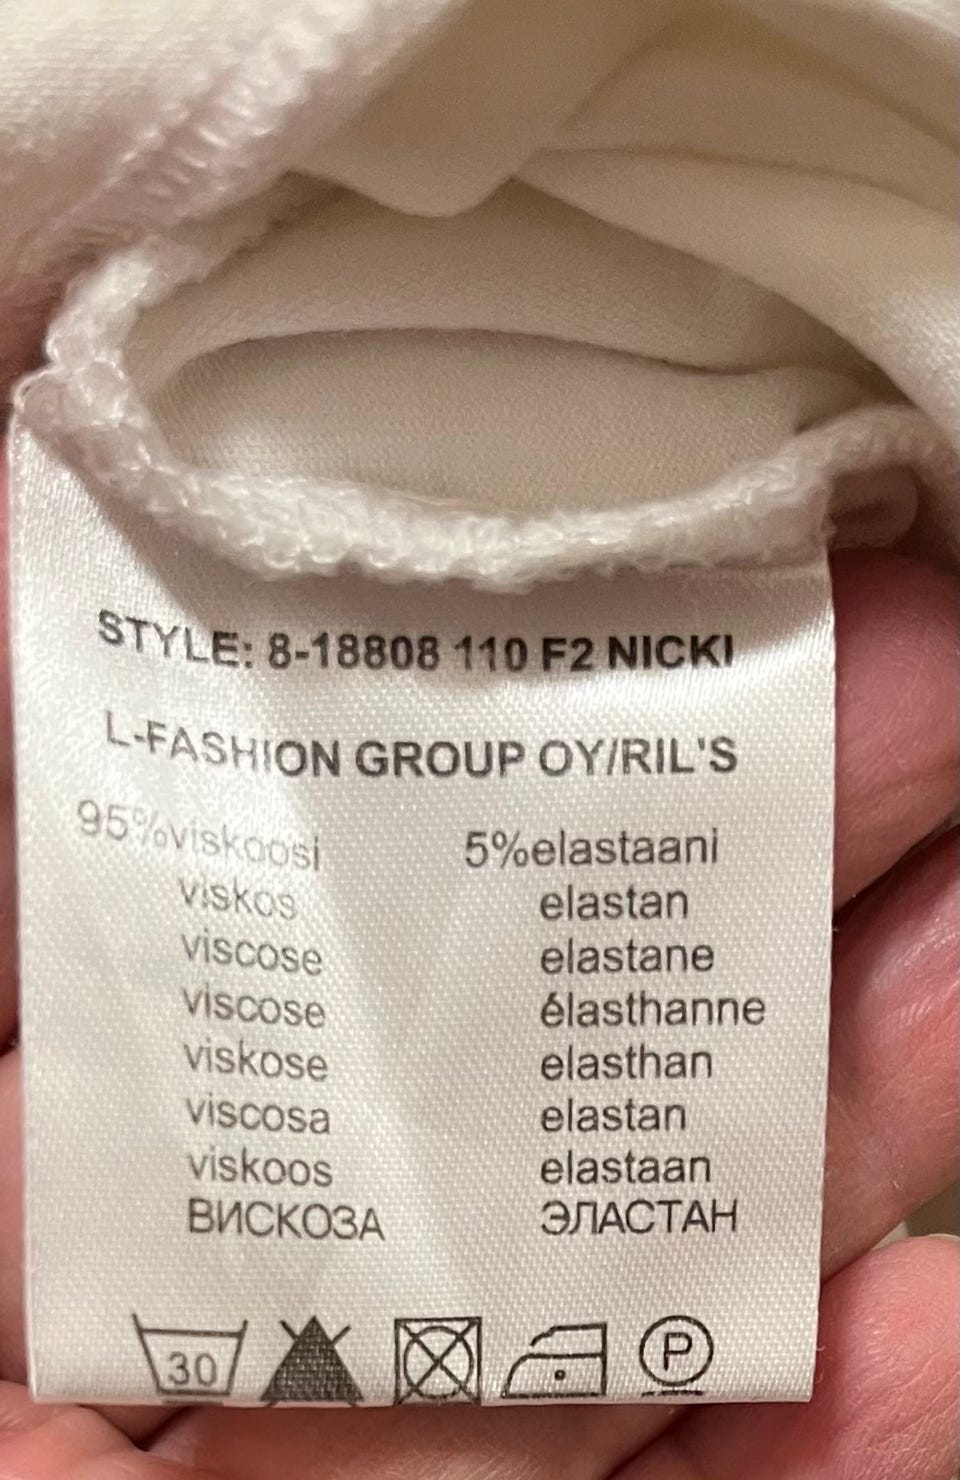 STYLE: 8-18808 110 F2 NICKI
L-FASHION GROUP OY/RIL'S
95%viskoosi 5%elastaani
viskos elastan
viscose elastane
viscose élasthanne
viskose elasthan
viscosa elastan
viskoos elastaan
ВИСКОЗА ЭЛАСТАН
30 P